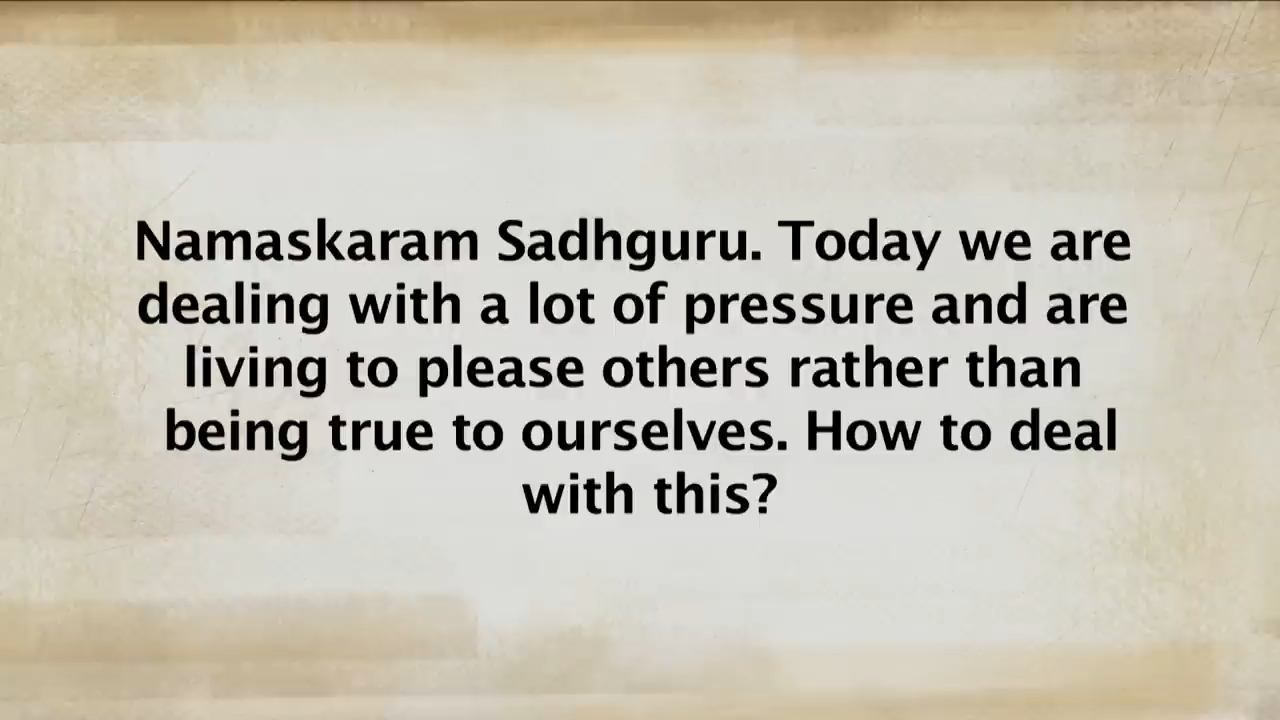 Namaskaram Sadhguru. Today we are
dealing with a lot of pressure and are
living to please others rather than
being true to ourselves. How to deal
with this?